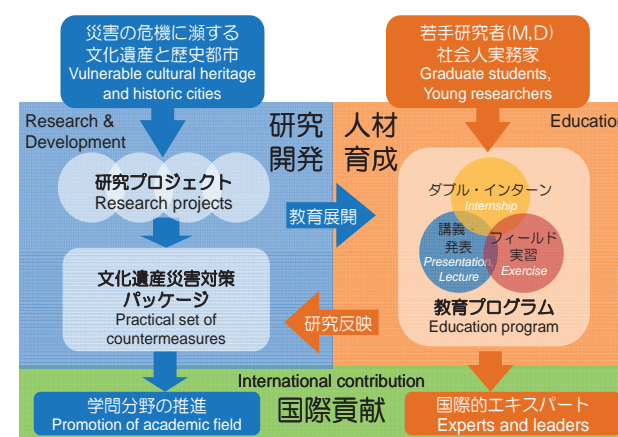 災害の危機に瀕する
文化遺産と歴史都市
Vulnerable cultural heritage
and historic cities
若手研究者(M,D)
社会人実務家
Graduate students,
Young researchers
Research &
Development
研究
開発
人材
育成
Education
研究プロジェクト
Research projects
教育展開
ダブル・インターン
Internship
講義・
発表
Presentation,
Lecture
フィールド
実習
Exercise
教育プログラム
Education program
文化遺産災害対策
パッケージ
Practical set of
countermeasures
研究反映
International contribution
国際貢献
学問分野の推進
Promotion of academic field
国際的エキスパート
Experts and leaders